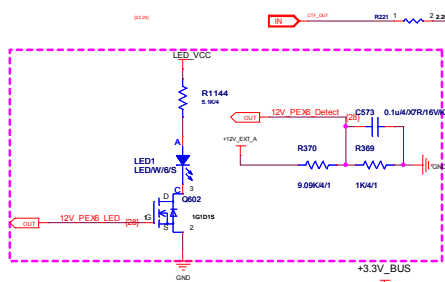 [23,24]
IN
CTF_OUT
R221
1
2
2.2
LED_VCC
R1144
5.1K/4
OUT
12V_PEX6_Detect
[28]
C573
0.1u/4/X7R/16V/K
+12V_EXT_A
A
LED1
LED/W/6/S
R370
R369
GND
9.09K/4/1
1K/4/1
C
3
Q602
D
1G1D1S
OUT
12V_PEX6_LED
[28]
1
G
S
2
GND
+3.3V_BUS